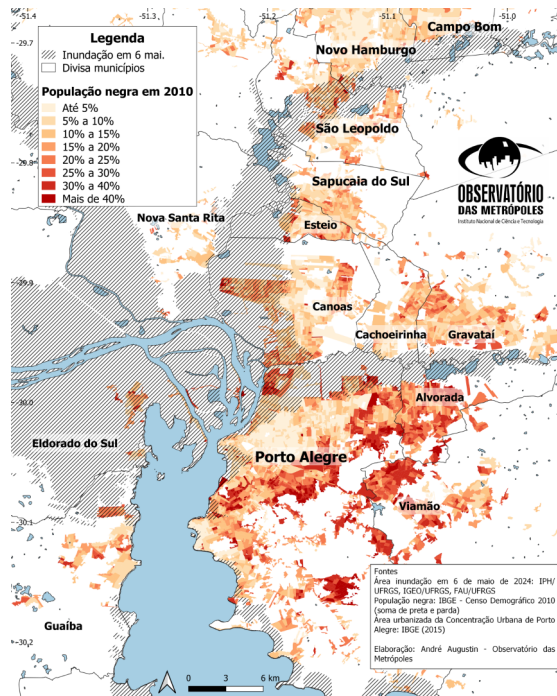 -51.4
-51.3
-51.2
-51.1
-51.0
-29.7
-29.8
-29.9
-30.0
-30.1
-30.2
Legenda
Inundação em 6 mai.
Divisa municípios
População negra em 2010
Até 5%
5% a 10%
10% a 15%
15% a 20%
20% a 25%
25% a 30%
30% a 40%
Mais de 40%
Campo Bom
Novo Hamburgo
São Leopoldo
Sapucaia do Sul
OBSERVATÓRIO
DAS METRÓPOLES
Instituto Nacional de Ciência e Tecnologia
Nova Santa Rita
Esteio
Canoas
Cachoeirinha
Gravataí
Alvorada
Eldorado do Sul
Porto Alegre
Viamão
Guaíba
Fontes
Área inundação em 6 de maio de 2024: IPH/
UFRGS, IGEO/UFRGS, FAU/UFRGS
População negra: IBGE - Censo Demográfico 2010
(soma de preta e parda)
Área urbanizada da Concentração Urbana de Porto
Alegre: IBGE (2015)
Elaboração: André Augustin - Observatório das
Metrópoles
0 3 6 km